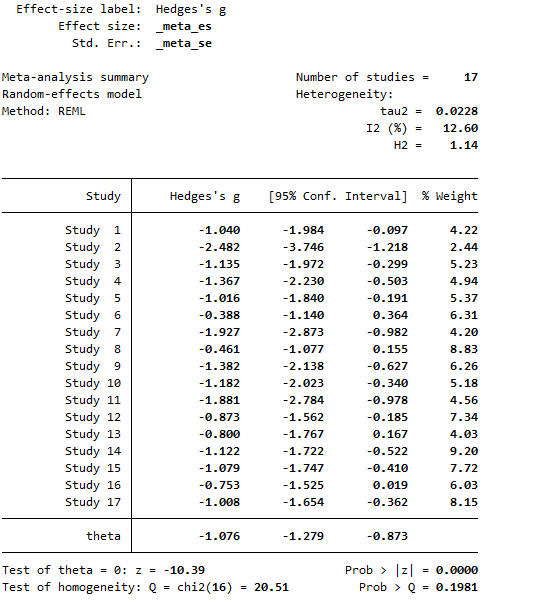 Effect-size label: Hedges's g
Effect size: _meta_es
Std. Err.: _meta_se
Meta-analysis summary Number of studies = 17
Random-effects model Heterogeneity:
Method: REML tau2 = 0.0228
I2 (%) = 12.60
H2 = 1.14
Study Hedges's g [95% Conf. Interval] % Weight
Study 1 -1.040 -1.984 -0.097 4.22
Study 2 -2.482 -3.746 -1.218 2.44
Study 3 -1.135 -1.972 -0.299 5.23
Study 4 -1.367 -2.230 -0.503 4.94
Study 5 -1.016 -1.840 -0.191 5.37
Study 6 -0.388 -1.140 0.364 6.31
Study 7 -1.927 -2.873 -0.982 4.20
Study 8 -0.461 -1.077 0.155 8.83
Study 9 -1.382 -2.138 -0.627 6.26
Study 10 -1.182 -2.023 -0.340 5.18
Study 11 -1.881 -2.784 -0.978 4.56
Study 12 -0.873 -1.562 -0.185 7.34
Study 13 -0.800 -1.767 0.167 4.03
Study 14 -1.122 -1.722 -0.522 9.20
Study 15 -1.079 -1.747 -0.410 7.72
Study 16 -0.753 -1.525 0.019 6.03
Study 17 -1.008 -1.654 -0.362 8.15
theta -1.076 -1.279 -0.873
Test of theta = 0: z = -10.39 Prob > |z| = 0.0000
Test of homogeneity: Q = chi2(16) = 20.51 Prob > Q = 0.1981